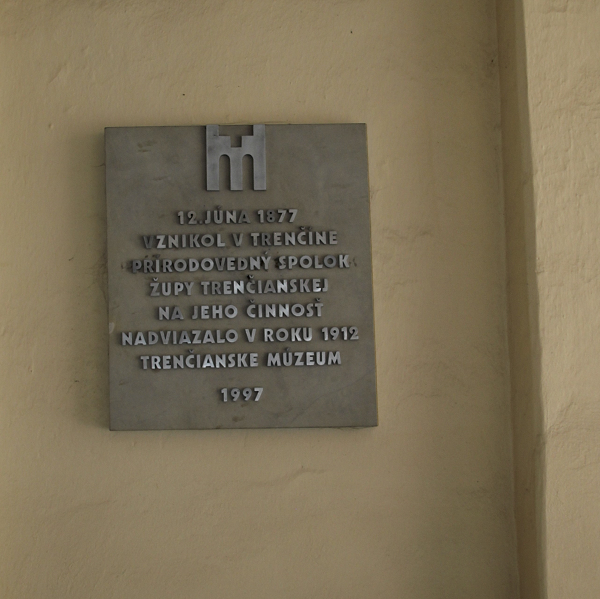 12.JÚNA 1877
VZNIKOL V TRENČÍNE
PRÍRODOVEDNÝ SPOLOK
ŽUPY TRENČIANSKEJ
NA JEHO ČINNOSŤ
NADVIAZALO V ROKU 1912
TRENČIANSKE MÚZEUM
1997